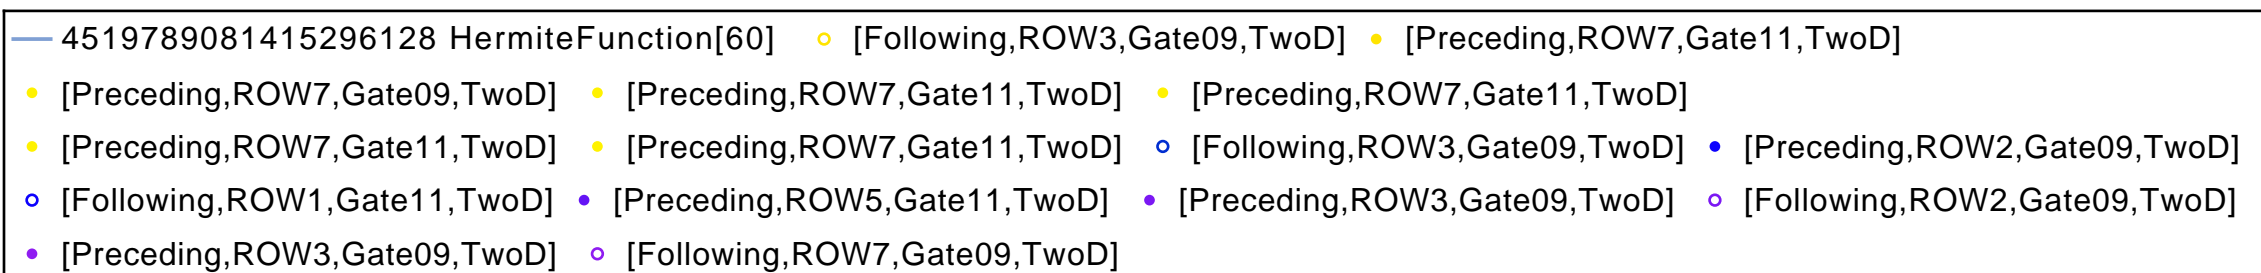 4519789081415296128 HermiteFunction[60] [Following,ROW3,Gate09,TwoD] [Preceding,ROW7,Gate11,TwoD]
[Preceding,ROW7,Gate09,TwoD] [Preceding,ROW7,Gate11,TwoD] [Preceding,ROW7,Gate11,TwoD]
[Preceding,ROW7,Gate11,TwoD] [Preceding,ROW7,Gate11,TwoD] [Following,ROW3,Gate09,TwoD] [Preceding,ROW2,Gate09,TwoD]
[Following,ROW1,Gate11,TwoD] [Preceding,ROW5,Gate11,TwoD] [Preceding,ROW3,Gate09,TwoD] [Following,ROW2,Gate09,TwoD]
[Preceding,ROW3,Gate09,TwoD] [Following,ROW7,Gate09,TwoD]